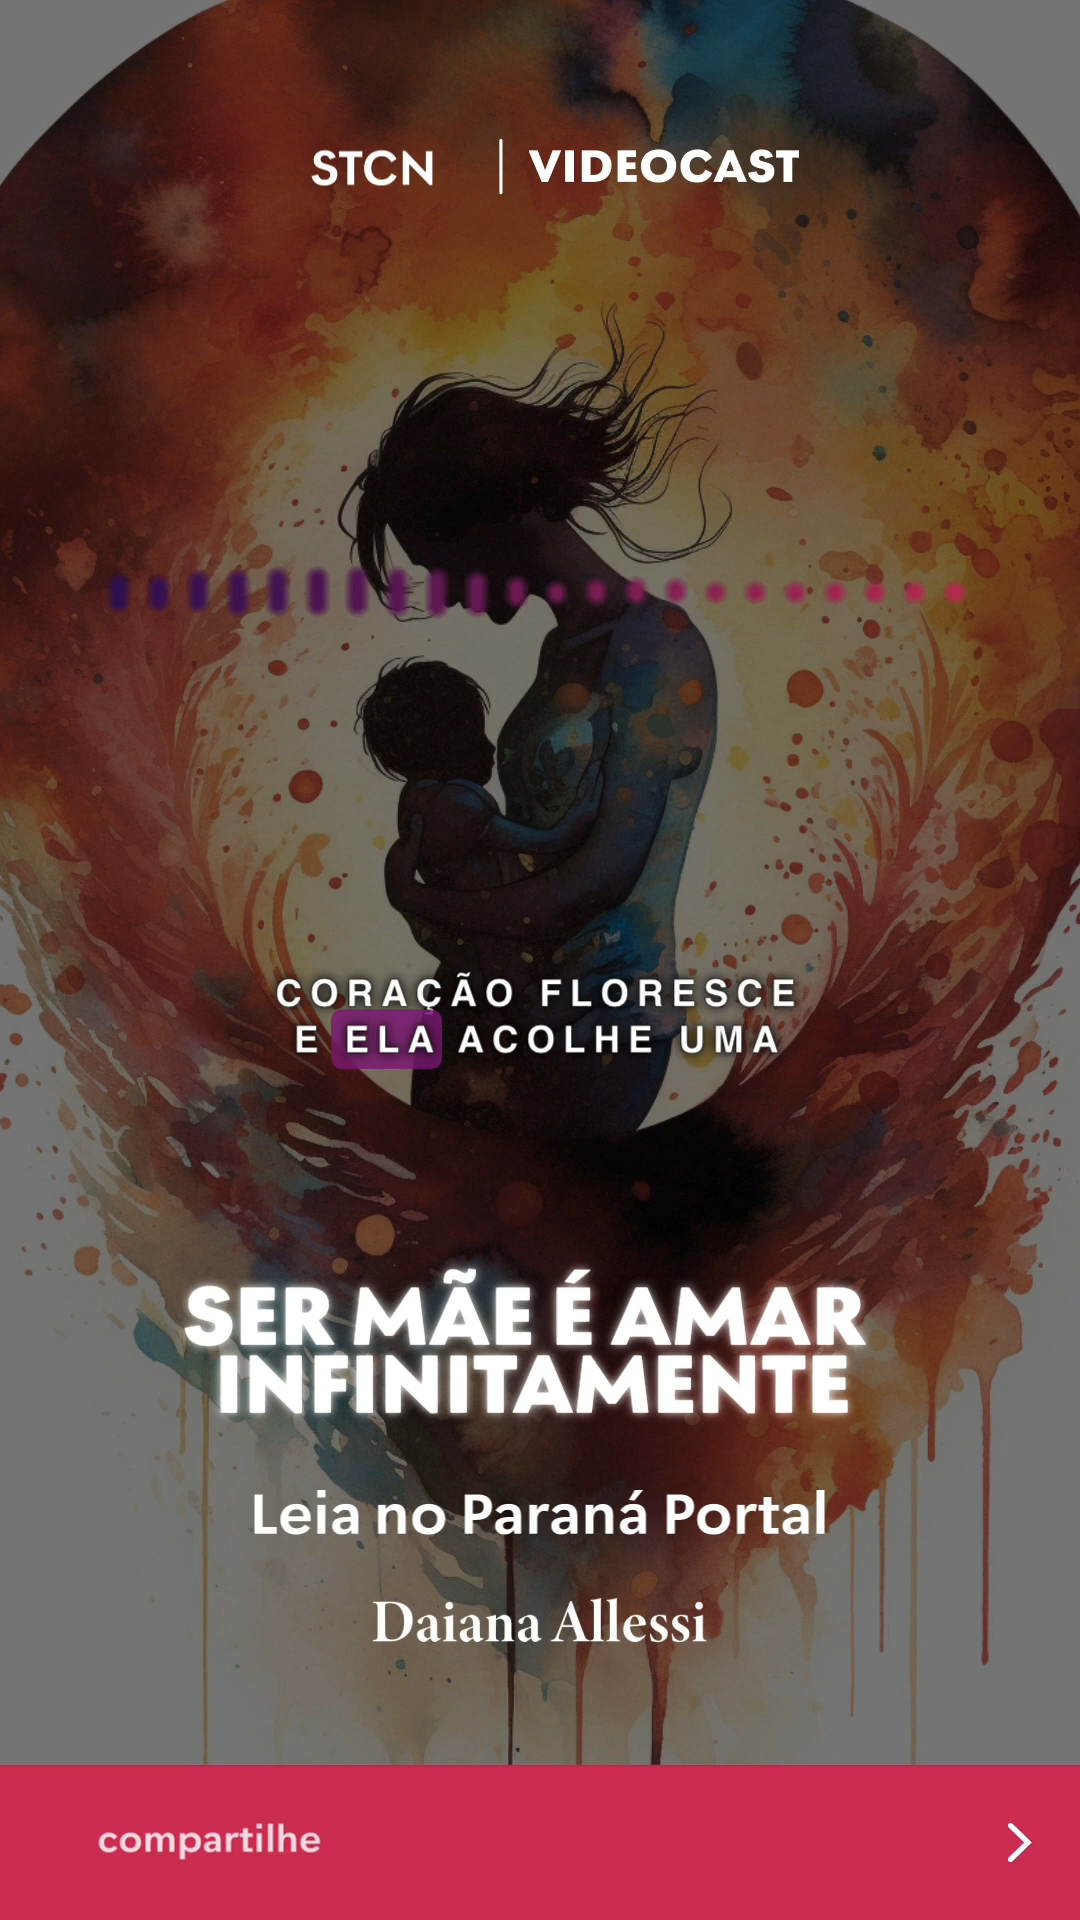 STCN | VIDEOCAST
CORAÇÃO FLORESCE
E ELA ACOLHE UMA
SER MÃE É AMAR
INFINITAMENTE
Leia no Paraná Portal
Daiana Allessi
compartilhe